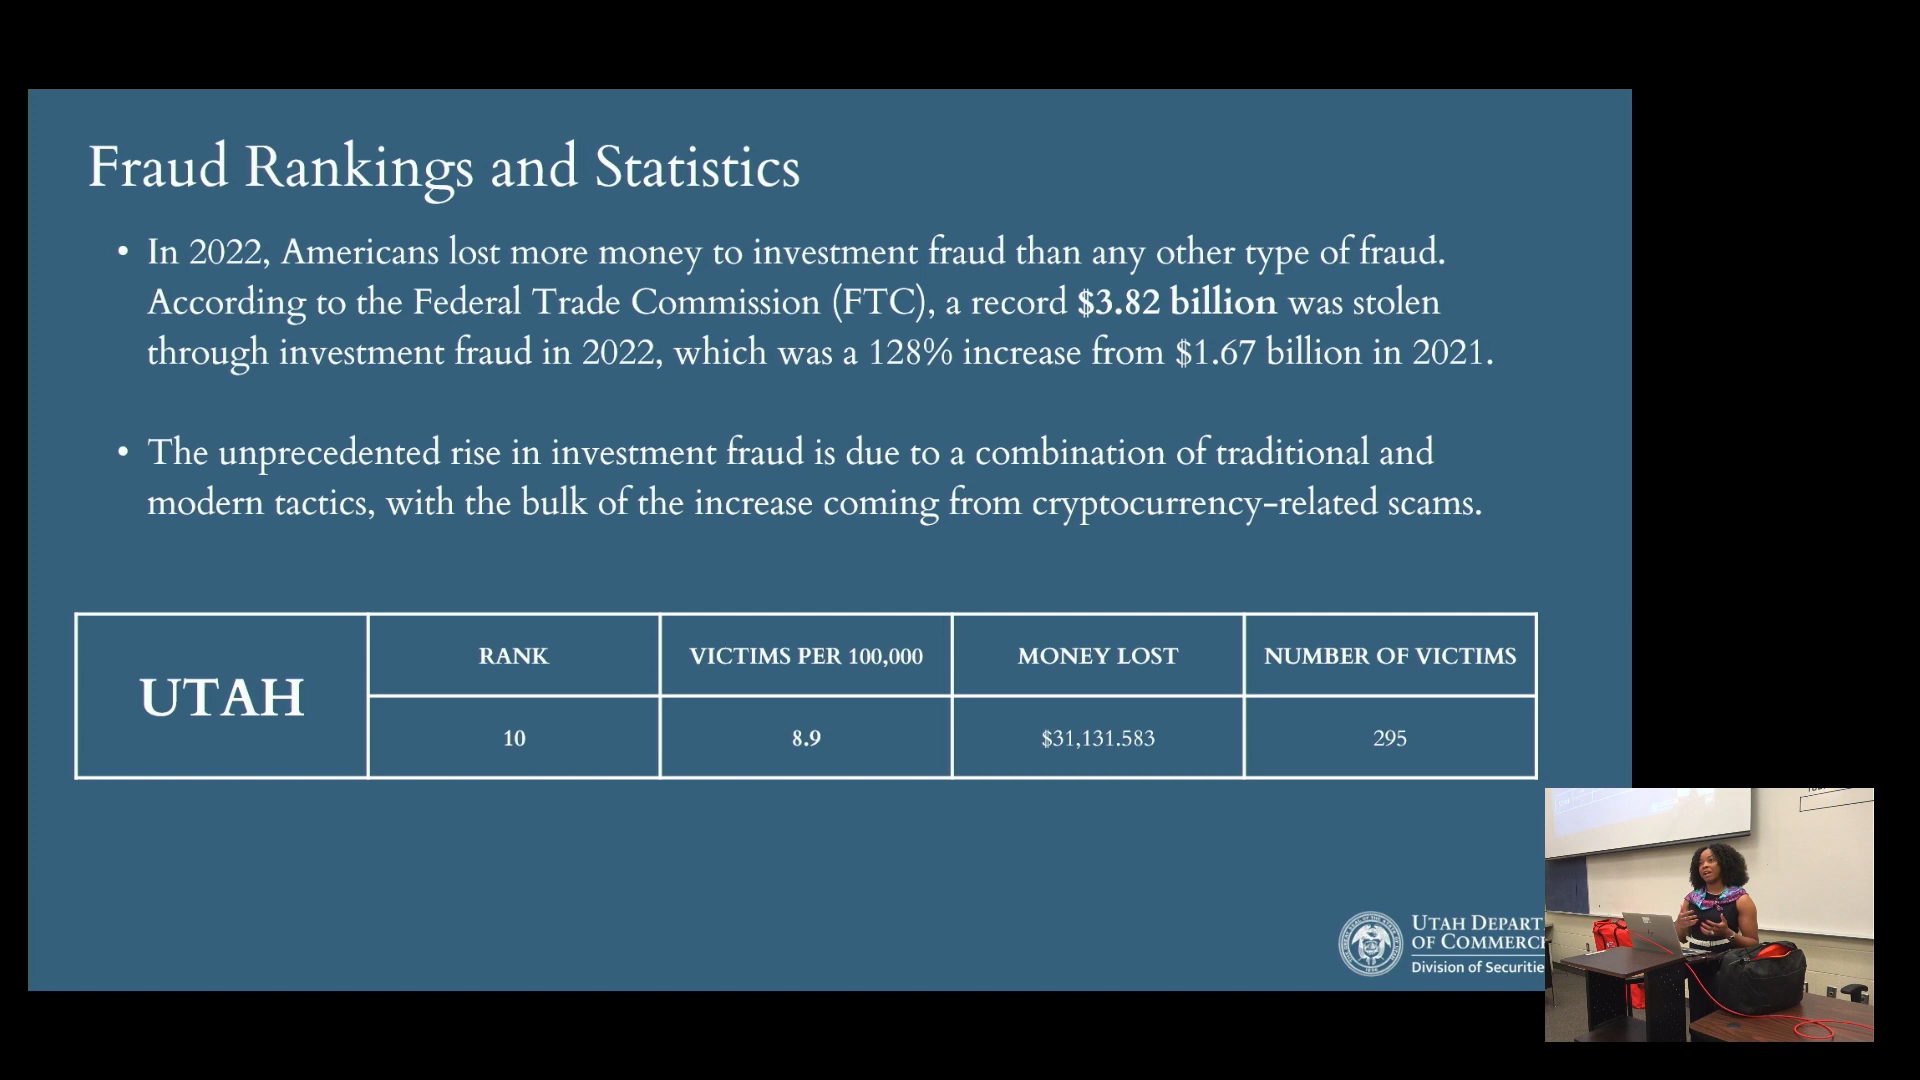 Fraud Rankings and Statistics
• In 2022, Americans lost more money to investment fraud than any other type of fraud.
According to the Federal Trade Commission (FTC), a record $3.82 billion was stolen
through investment fraud in 2022, which was a 128% increase from $1.67 billion in 2021.
• The unprecedented rise in investment fraud is due to a combination of traditional and
modern tactics, with the bulk of the increase coming from cryptocurrency-related scams.
UTAH
RANK VICTIMS PER 100,000 MONEY LOST NUMBER OF VICTIMS
10 8.9 $31,131.583 295
UTAH DEPART
OF COMMERC
Division of Securitie